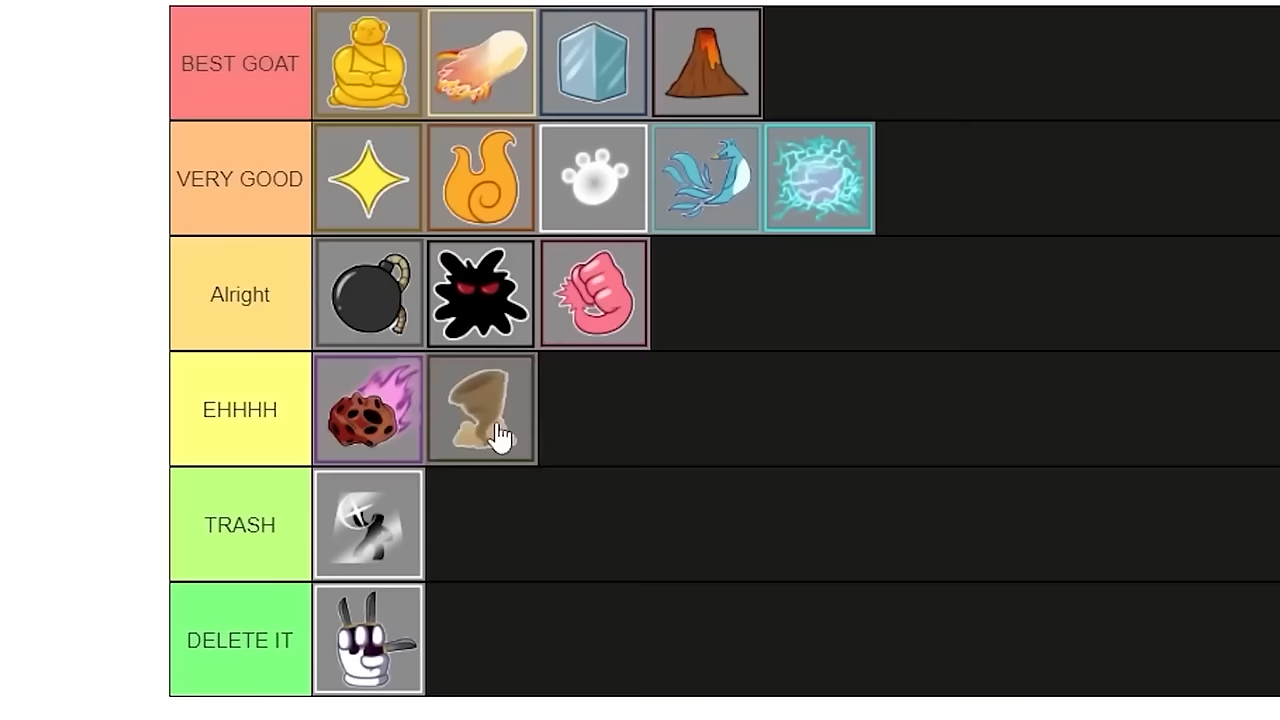 BEST GOAT
VERY GOOD
Alright
EHHHH
TRASH
DELETE IT